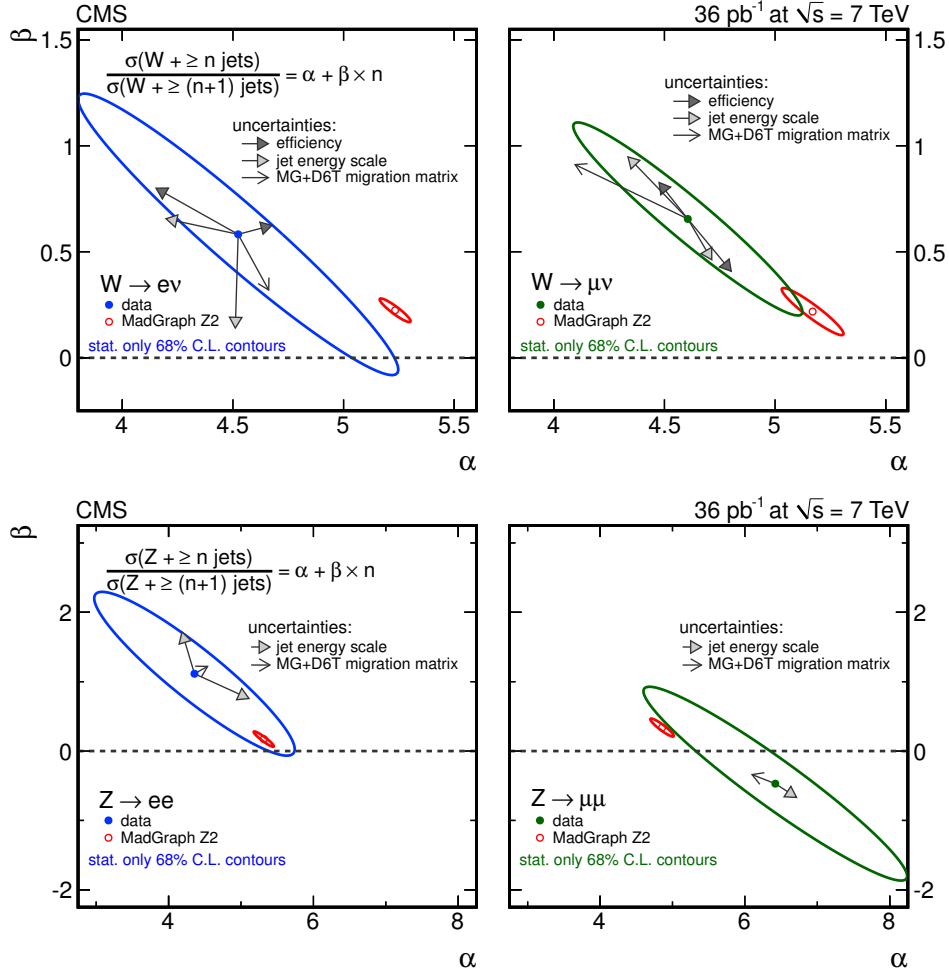 CMS
36 pb⁻¹ at √s = 7 TeV
β
1.5
1
0.5
0
σ(W + ≥ n jets)
σ(W + ≥ (n+1) jets)
= α + β × n
uncertainties:
efficiency
jet energy scale
MG+D6T migration matrix
W → eν
data
MadGraph Z2
stat. only 68% C.L. contours
4
4.5
5
5.5
α
uncertainties:
efficiency
jet energy scale
MG+D6T migration matrix
W → μν
data
MadGraph Z2
stat. only 68% C.L. contours
1.5
1
0.5
0
4
4.5
5
5.5
α
CMS
36 pb⁻¹ at √s = 7 TeV
β
2
0
-2
σ(Z + ≥ n jets)
σ(Z + ≥ (n+1) jets)
= α + β × n
uncertainties:
jet energy scale
MG+D6T migration matrix
Z → ee
data
MadGraph Z2
stat. only 68% C.L. contours
4
6
8
α
uncertainties:
jet energy scale
MG+D6T migration matrix
Z → μμ
data
MadGraph Z2
stat. only 68% C.L. contours
2
0
-2
4
6
8
α